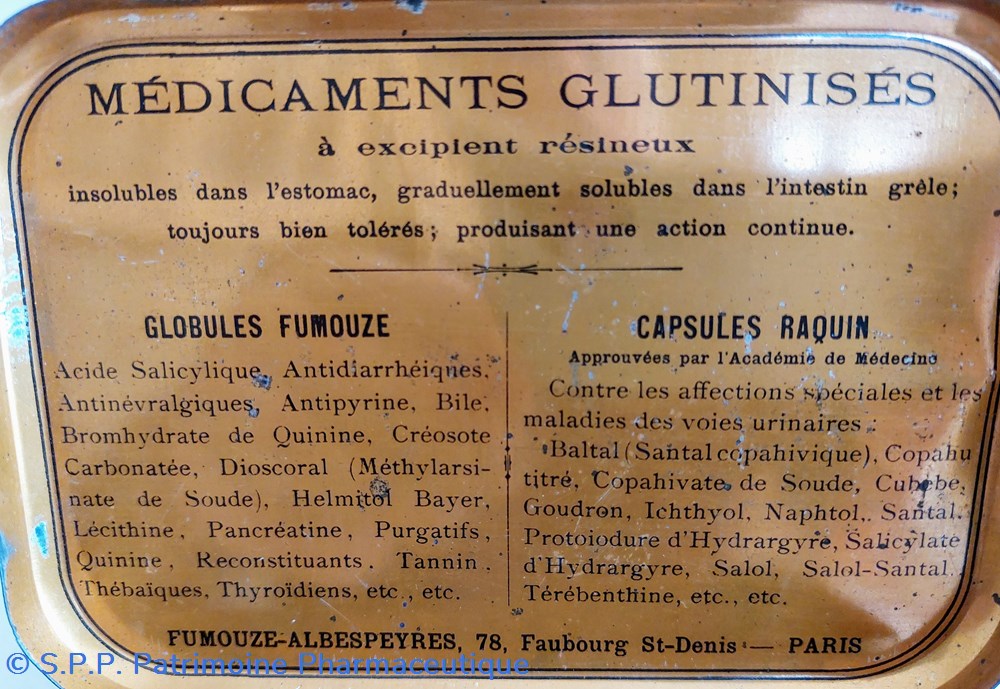 MÉDICAMENTS GLUTINISÉS
à excipient résineux
insolubles dans l'estomac, graduellement solubles dans l'intestin grêle;
toujours bien tolérés; produisant une action continue.
GLOBULES FUMOUZE
Acide Salicylique, Antidiarrhéiques,
Antinévralgiques, Antipyrine, Bile,
Bromhydrate de Quinine, Créosote
Carbonatée, Dioscoral (Méthylarsi-
nate de Soude), Helmitol Bayer,
Lécithine, Pancréatine, Purgatifs,
Quinine, Reconstituants, Tannin,
Thébaïques, Thyroïdiens, etc., etc.
CAPSULES RAQUIN
Approuvées par l'Académie de Médecine
Contre les affections spéciales et les
maladies des voies urinaires :
Baltal (Santal copahivique), Copahu
titré, Copahivate de Soude, Cubèbe,
Goudron, Ichthyol, Naphtol, Santal,
Protoiodure d'Hydrargyre, Salicylate
d'Hydrargyre, Salol, Salol-Santal,
Térébenthine, etc., etc.
FUMOUZE-ALBESPEYRES, 78, Faubourg St-Denis — PARIS
© S.P.P. Patrimoine Pharmaceutique